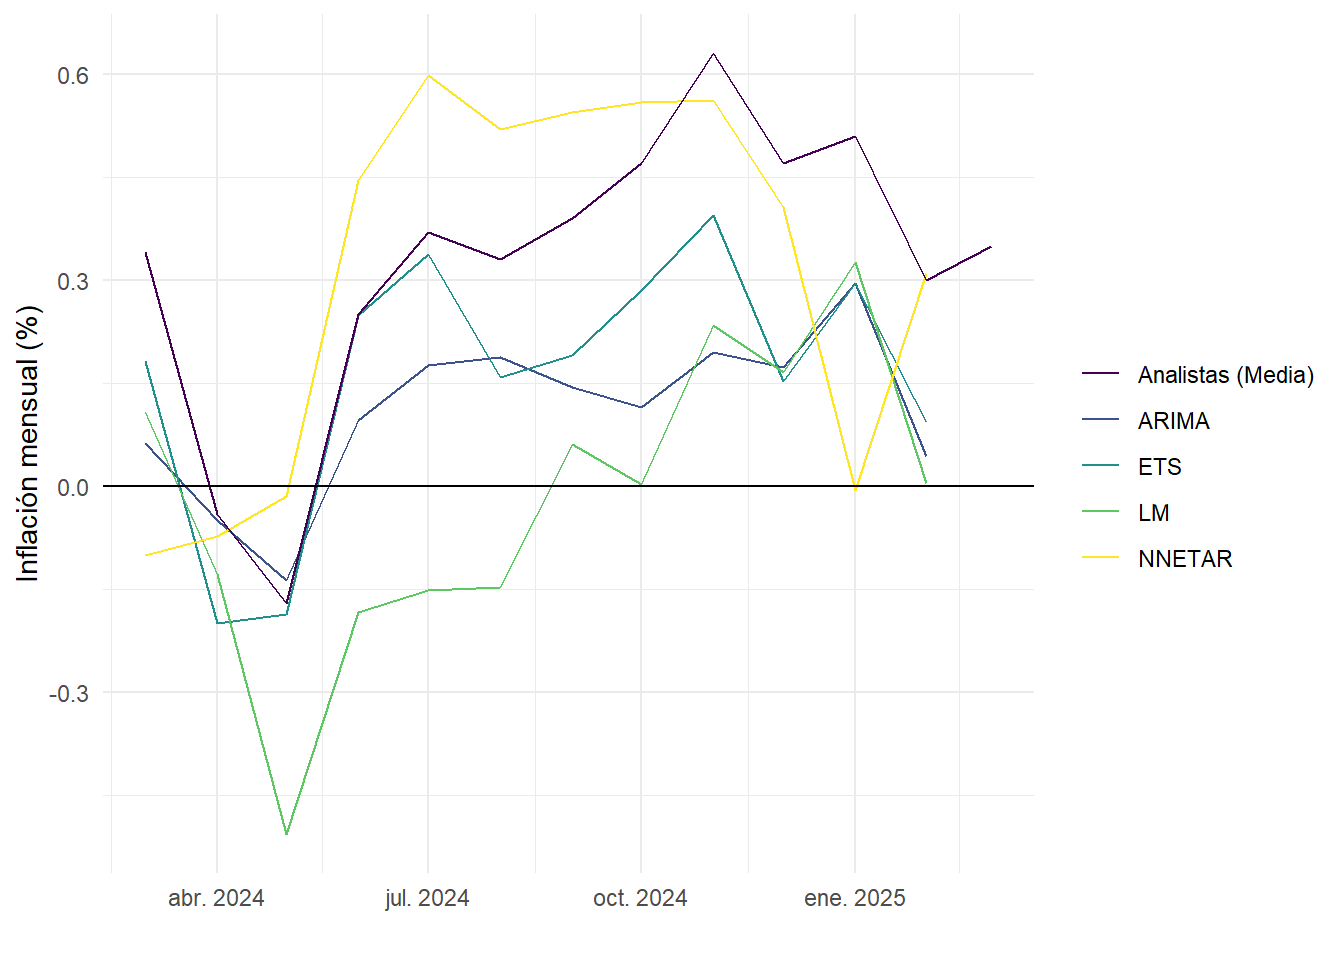 0.6
0.3
0.0
-0.3
Inflación mensual (%)
abr. 2024
jul. 2024
oct. 2024
ene. 2025
Analistas (Media)
ARIMA
ETS
LM
NNETAR